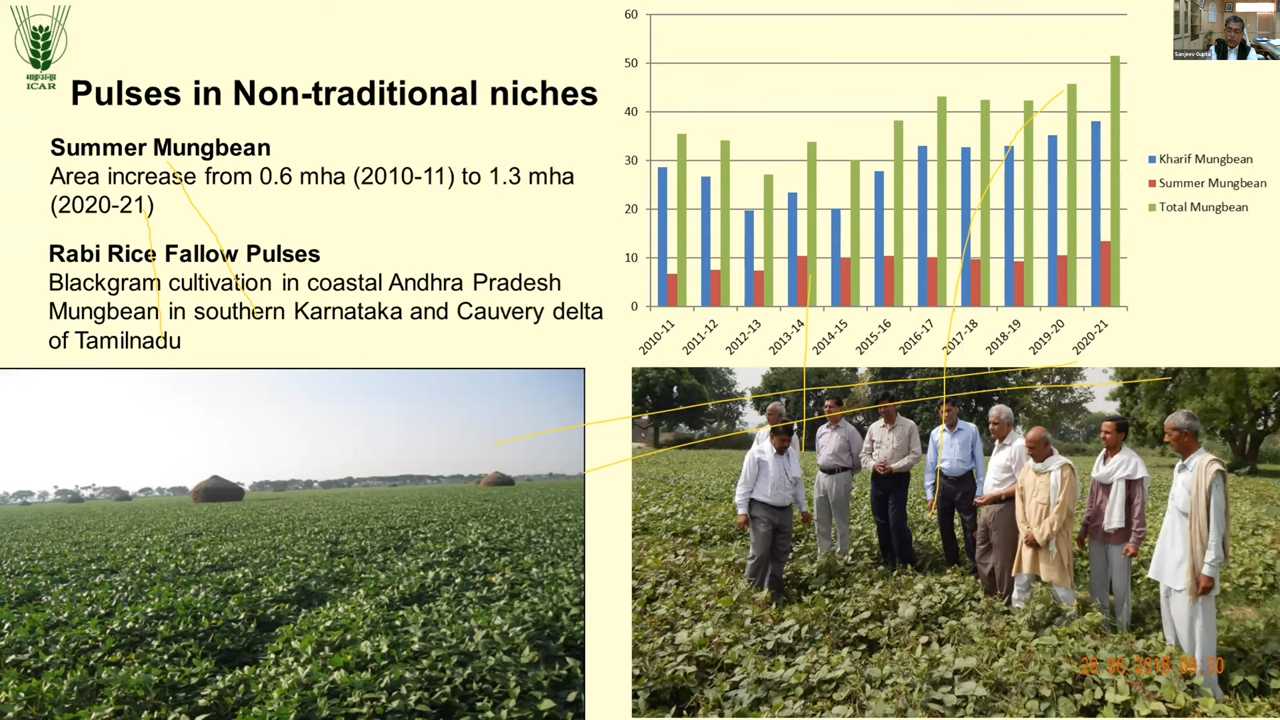 ICAR
Pulses in Non-traditional niches
Summer Mungbean
Area increase from 0.6 mha (2010-11) to 1.3 mha
(2020-21)
Rabi Rice Fallow Pulses
Blackgram cultivation in coastal Andhra Pradesh
Mungbean in southern Karnataka and Cauvery delta
of Tamilnadu
60
50
40
30
20
10
0
2010-11
2011-12
2012-13
2013-14
2014-15
2015-16
2016-17
2017-18
2018-19
2019-20
2020-21
Kharif Mungbean
Summer Mungbean
Total Mungbean
Sanjeev Gupta